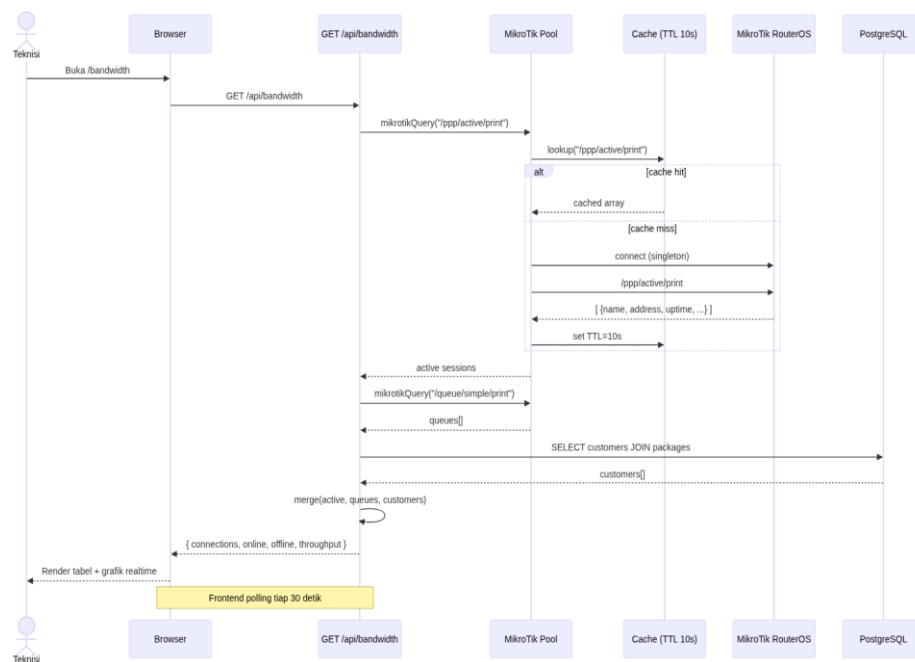 Teknisi
Browser
GET /api/bandwidth
MikroTik Pool
Cache (TTL 10s)
MikroTik RouterOS
PostgreSQL
Buka /bandwidth
GET /api/bandwidth
mikrotikQuery("/ppp/active/print")
lookup("/ppp/active/print")
alt
[cache hit]
cached array
[cache miss]
connect (singleton)
/ppp/active/print
[ {name, address, uptime, ...} ]
set TTL=10s
active sessions
mikrotikQuery("/queue/simple/print")
queues[]
SELECT customers JOIN packages
customers[]
merge(active, queues, customers)
{ connections, online, offline, throughput }
Render tabel + grafik realtime
Frontend polling tiap 30 detik
Teknisi
Browser
GET /api/bandwidth
MikroTik Pool
Cache (TTL 10s)
MikroTik RouterOS
PostgreSQL